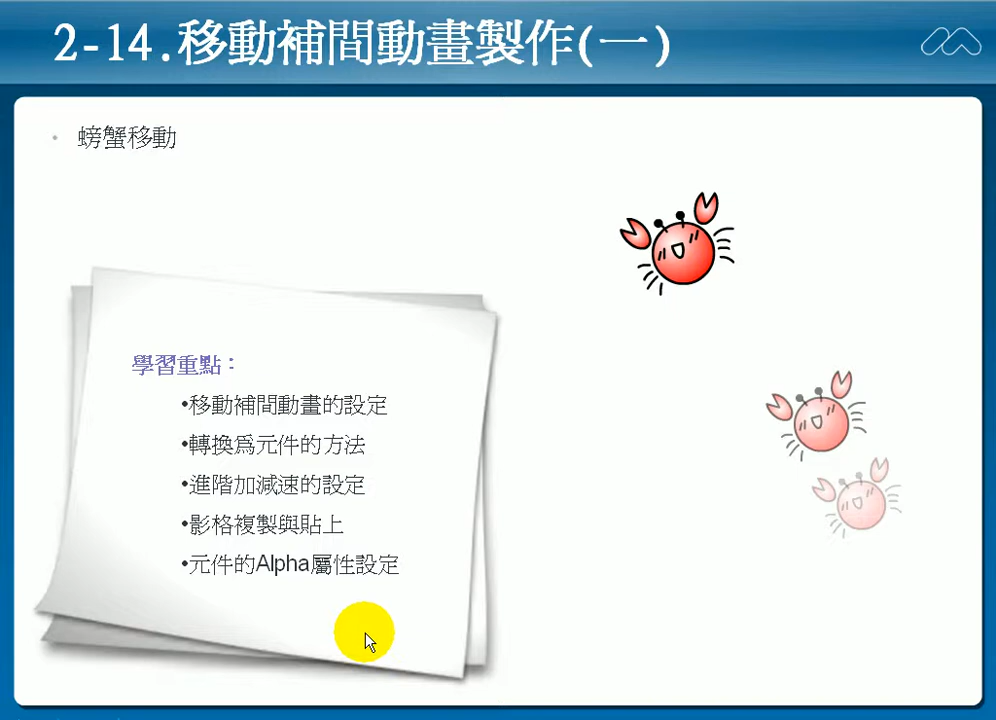 2-14.移動補間動畫製作(一)
• 螃蟹移動
學習重點：
•移動補間動畫的設定
•轉換為元件的方法
•進階加減速的設定
•影格複製與貼上
•元件的Alpha屬性設定